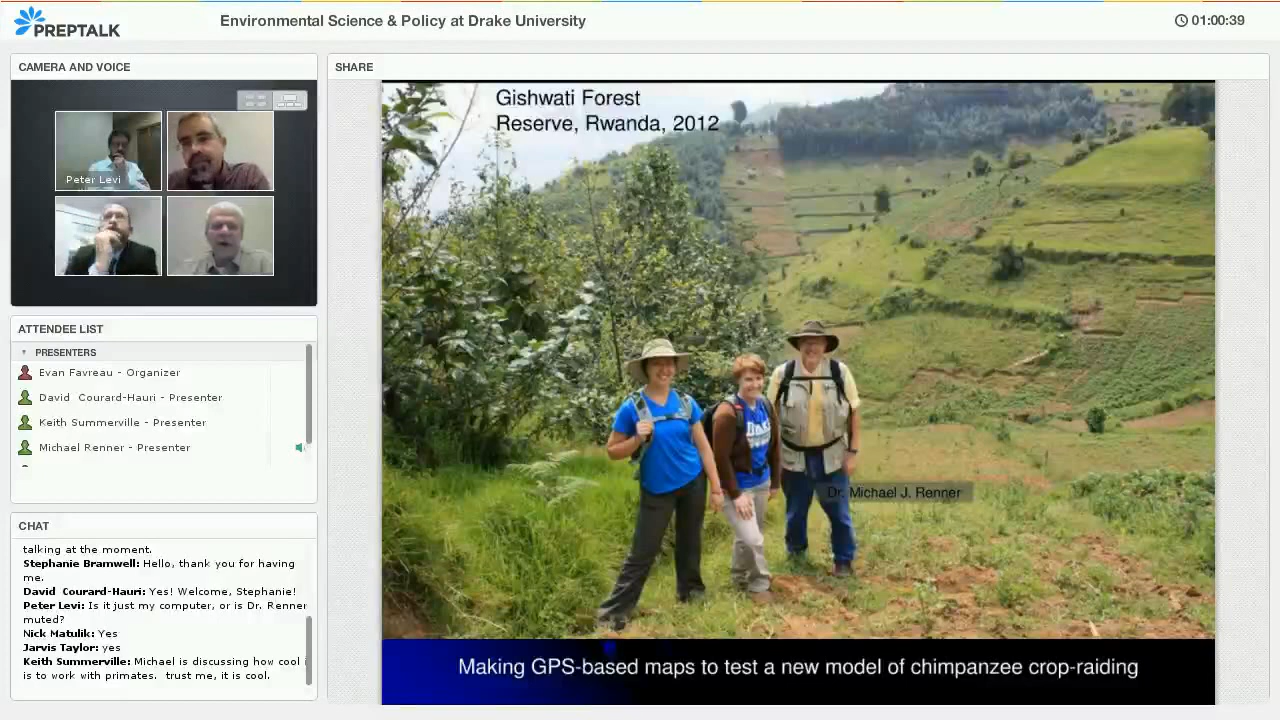 PREPTALK
Environmental Science & Policy at Drake University
01:00:39
CAMERA AND VOICE
Peter Levi
ATTENDEE LIST
PRESENTERS
Evan Favreau - Organizer
David Courard-Hauri - Presenter
Keith Summerville - Presenter
Michael Renner - Presenter
CHAT
talking at the moment.
Stephanie Bramwell: Hello, thank you for having
me.
David Courard-Hauri: Yes! Welcome, Stephanie!
Peter Levi: Is it just my computer, or is Dr. Renner
muted?
Nick Matulik: Yes
Jarvis Taylor: yes
Keith Summerville: Michael is discussing how cool i
is to work with primates. trust me, it is cool.
SHARE
Gishwati Forest
Reserve, Rwanda, 2012
DRAKE
Dr. Michael J. Renner
Making GPS-based maps to test a new model of chimpanzee crop-raiding